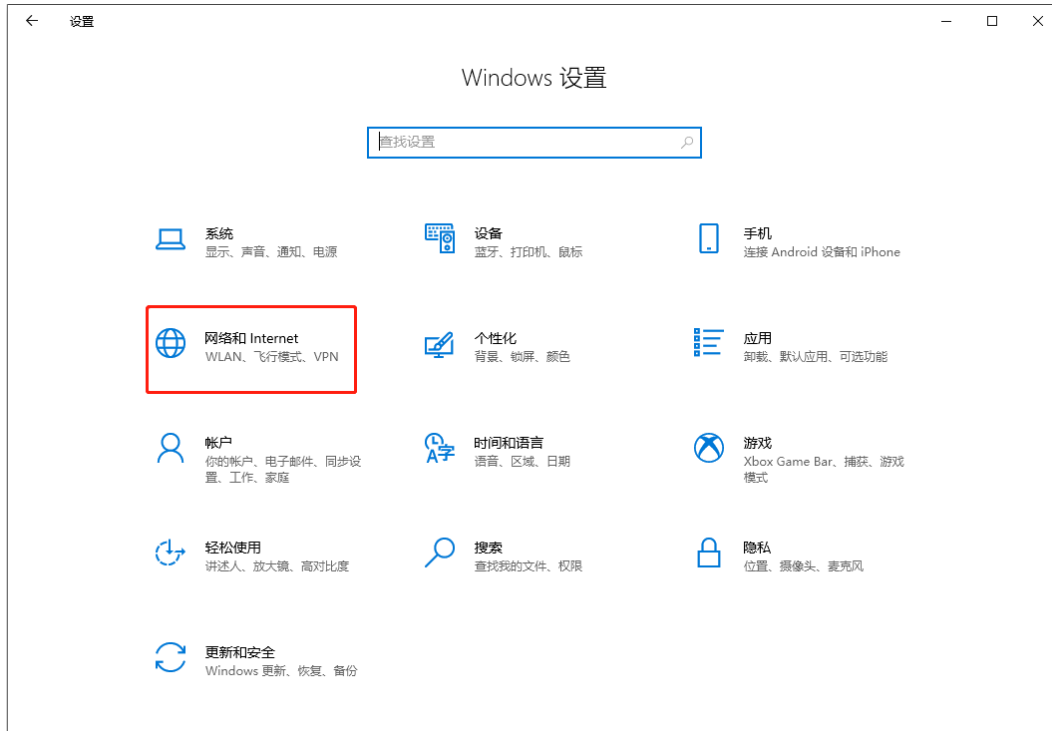 设置
Windows 设置
查找设置
系统
显示、声音、通知、电源
设备
蓝牙、打印机、鼠标
手机
连接 Android 设备和 iPhone
网络和 Internet
WLAN、飞行模式、VPN
个性化
背景、锁屏、颜色
应用
卸载、默认应用、可选功能
帐户
你的帐户、电子邮件、同步设
置、工作、家庭
时间和语言
语音、区域、日期
游戏
Xbox Game Bar、捕获、游戏
模式
轻松使用
讲述人、放大镜、高对比度
搜索
查找我的文件、权限
隐私
位置、摄像头、麦克风
更新和安全
Windows 更新、恢复、备份